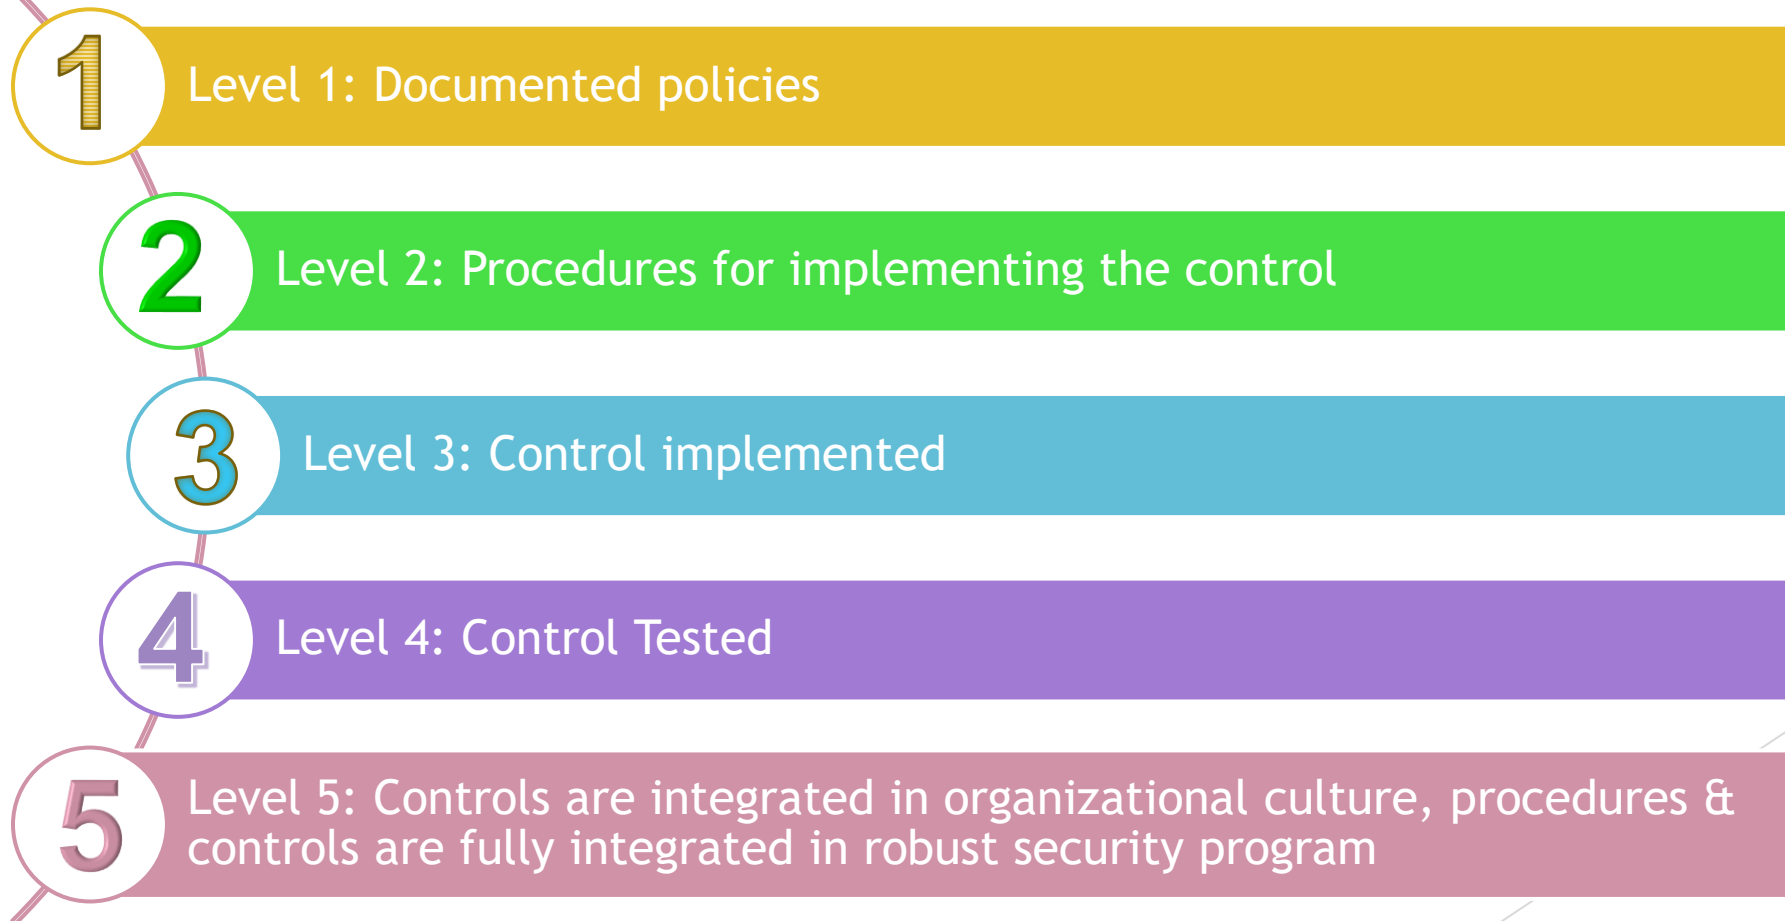 1
Level 1: Documented policies
2
Level 2: Procedures for implementing the control
3
Level 3: Control implemented
4
Level 4: Control Tested
5
Level 5: Controls are integrated in organizational culture, procedures &
controls are fully integrated in robust security program